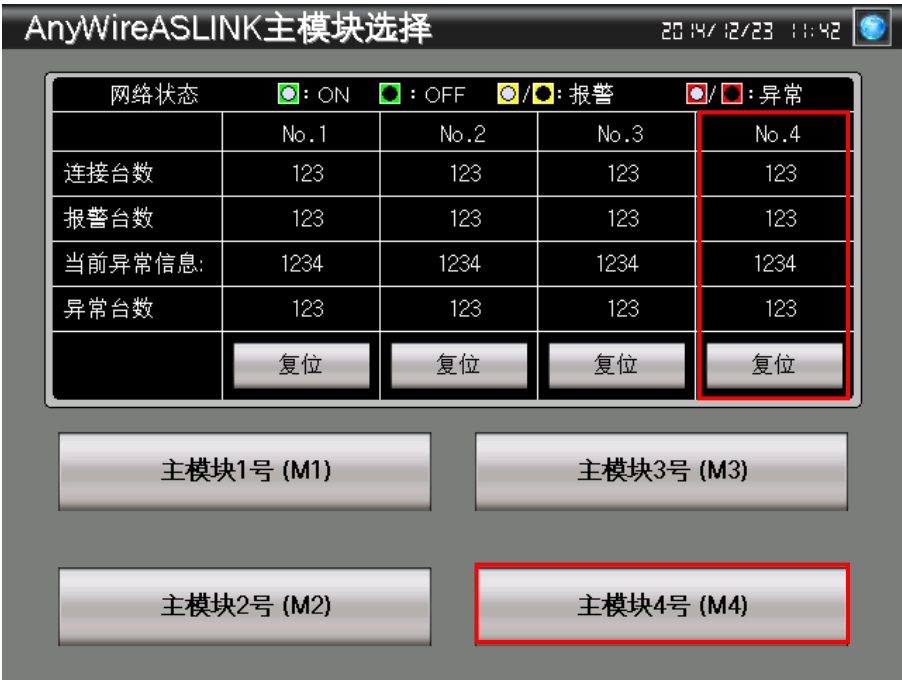 AnyWireASLINK主模块选择 2014/12/23 11:42
网络状态 : ON : OFF / :报警 / :异常
No.1 No.2 No.3 No.4
连接台数 123 123 123 123
报警台数 123 123 123 123
当前异常信息: 1234 1234 1234 1234
异常台数 123 123 123 123
复位 复位 复位 复位
主模块1号 (M1) 主模块3号 (M3)
主模块2号 (M2) 主模块4号 (M4)